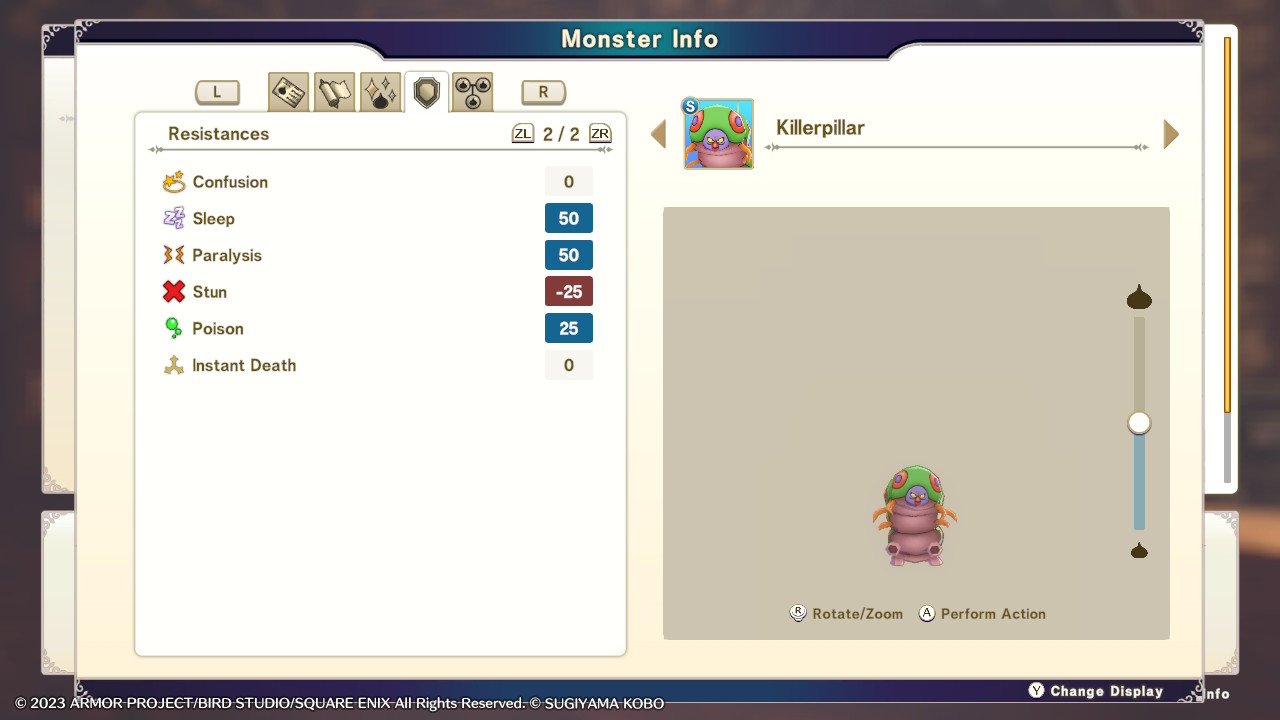 Monster Info
L
R
Resistances
ZL 2 / 2 ZR
Confusion 0
Sleep 50
Paralysis 50
Stun -25
Poison 25
Instant Death 0
S
Killerpillar
R Rotate/Zoom A Perform Action
Y Change Display
Info
© 2023 ARMOR PROJECT/BIRD STUDIO/SQUARE ENIX All Rights Reserved. © SUGIYAMA KOBO